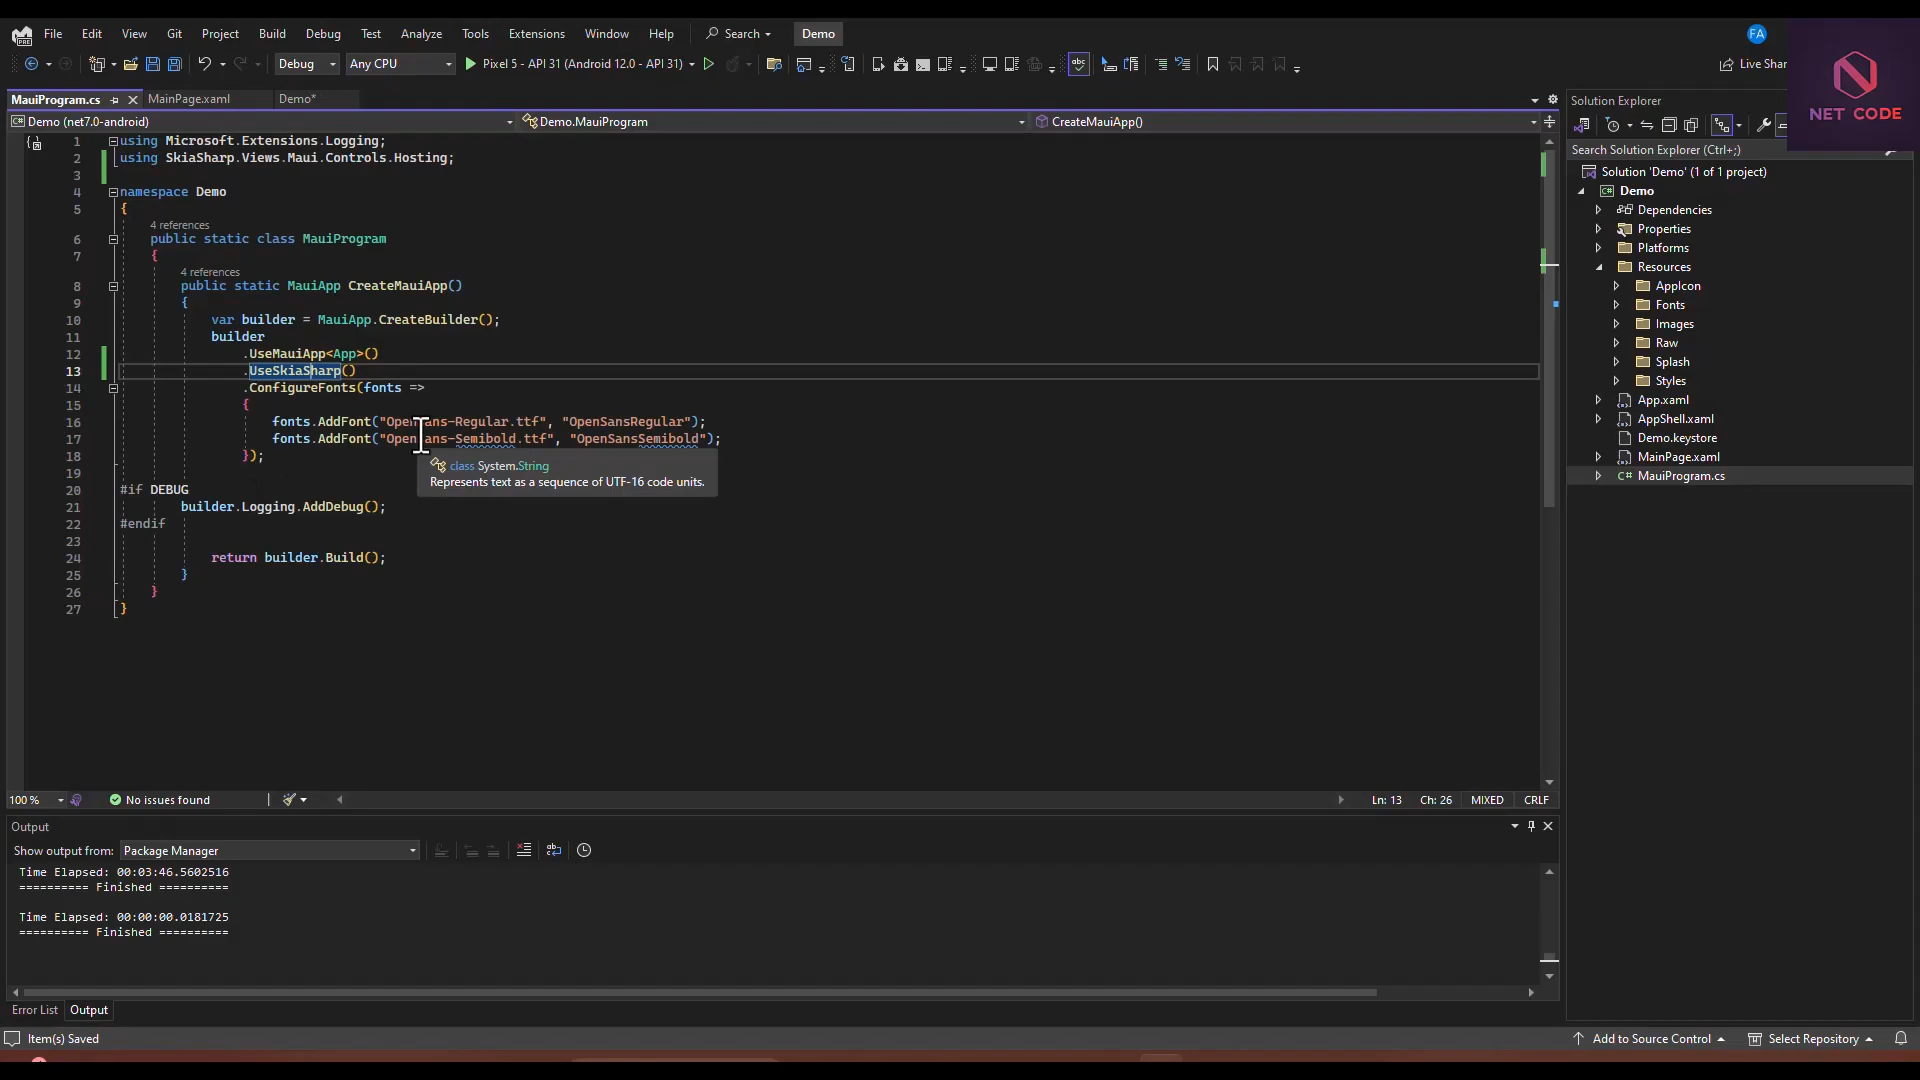 File Edit View Git Project Build Debug Test Analyze Tools Extensions Window Help Search Demo FA
Debug Any CPU Pixel 5 - API 31 (Android 12.0 - API 31) Live Shar
NET CODE
MauiProgram.cs MainPage.xaml Demo*
Demo (net7.0-android) Demo.MauiProgram CreateMauiApp()
1 using Microsoft.Extensions.Logging;
2 using SkiaSharp.Views.Maui.Controls.Hosting;
3
4 namespace Demo
5 {
4 references
6 public static class MauiProgram
7 {
4 references
8 public static MauiApp CreateMauiApp()
9 {
10 var builder = MauiApp.CreateBuilder();
11 builder
12 .UseMauiApp<App>()
13 .UseSkiaSharp()
14 .ConfigureFonts(fonts =>
15 {
16 fonts.AddFont("OpenSans-Regular.ttf", "OpenSansRegular");
17 fonts.AddFont("OpenSans-Semibold.ttf", "OpenSansSemibold");
18 });
class System.String
Represents text as a sequence of UTF-16 code units.
19
20 #if DEBUG
21 builder.Logging.AddDebug();
22 #endif
23
24 return builder.Build();
25 }
26 }
27 }
100 % No issues found Ln: 13 Ch: 26 MIXED CRLF
Output
Show output from: Package Manager
Time Elapsed: 00:03:46.5602516
========== Finished ==========
Time Elapsed: 00:00:00.0181725
========== Finished ==========
Error List Output
Item(s) Saved Add to Source Control Select Repository
Solution Explorer
Search Solution Explorer (Ctrl+;)
Solution 'Demo' (1 of 1 project)
Demo
Dependencies
Properties
Platforms
Resources
AppIcon
Fonts
Images
Raw
Splash
Styles
App.xaml
AppShell.xaml
Demo.keystore
MainPage.xaml
C# MauiProgram.cs